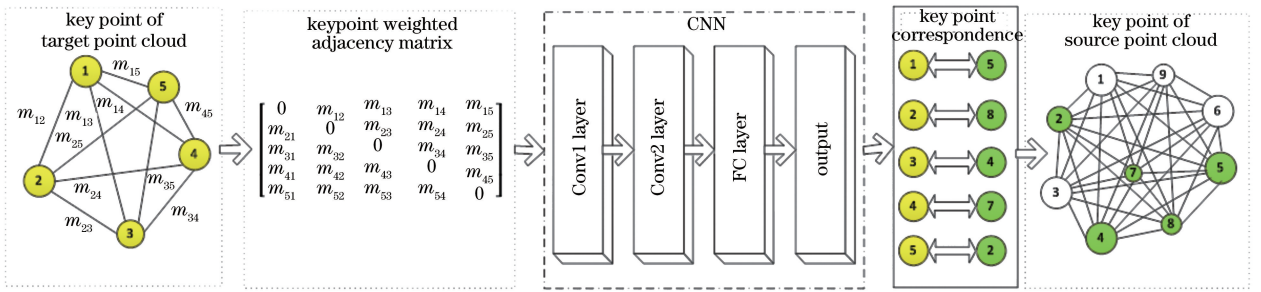 key point of
target point cloud
1
m15
5
m12
m13
m14
m45
m25
4
2
m24
m35
m23
3
m34
keypoint weighted
adjacency matrix
0 m12 m13 m14 m15
m21 0 m23 m24 m25
m31 m32 0 m34 m35
m41 m42 m43 0 m45
m51 m52 m53 m54 0
CNN
Conv1 layer
Conv2 layer
FC layer
output
key point
correspondence
1 5
2 8
3 4
4 7
5 2
key point of
source point cloud
1
9
6
2
7
5
3
8
4